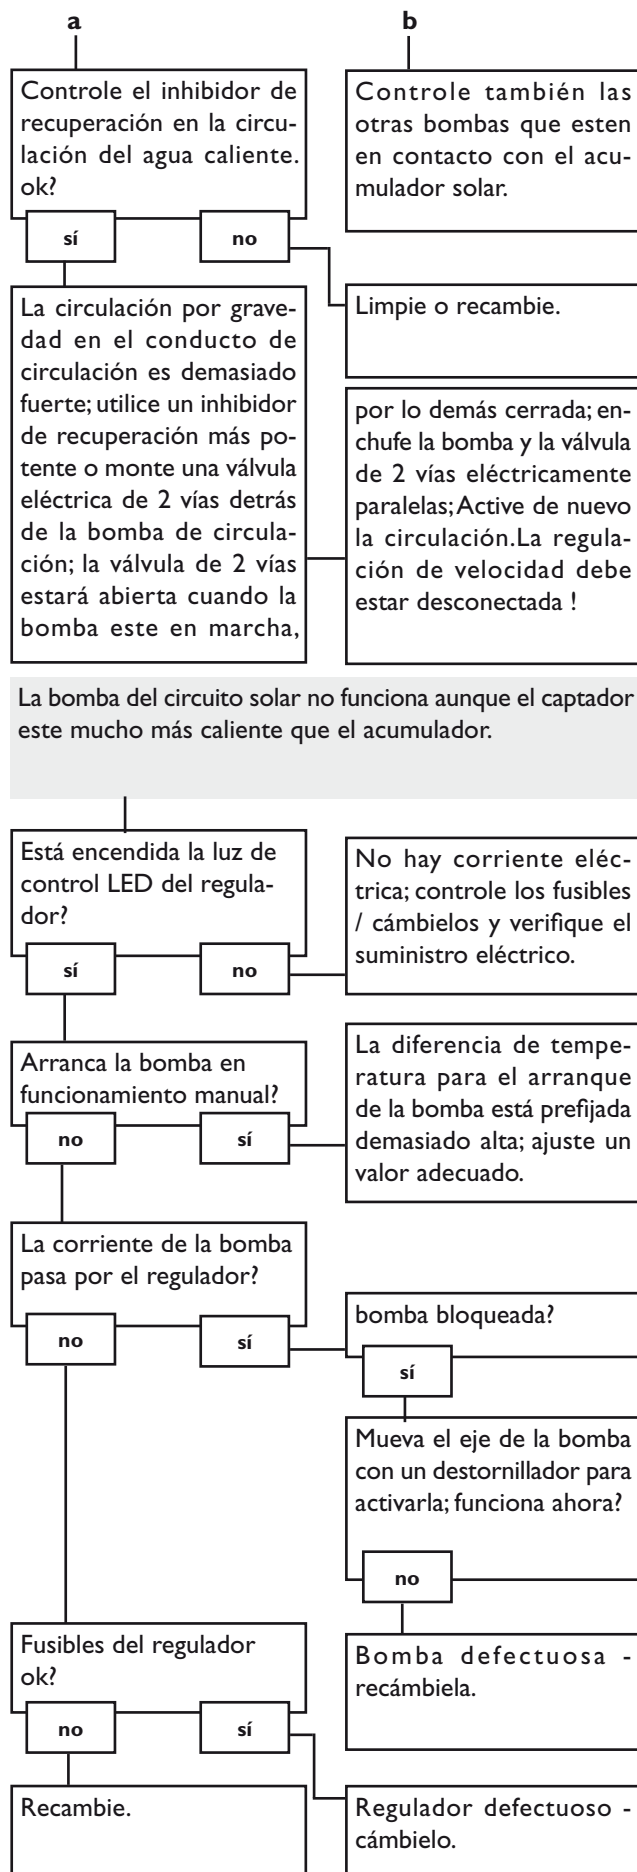 a
Controle el inhibidor de
recuperación en la circu-
lación del agua caliente.
ok?
sí
no
La circulación por grave-
dad en el conducto de
circulación es demasiado
fuerte; utilice un inhibidor
de recuperación más po-
tente o monte una válvula
eléctrica de 2 vías detrás
de la bomba de circula-
ción; la válvula de 2 vías
estará abierta cuando la
bomba este en marcha,
b
Controle también las
otras bombas que esten
en contacto con el acu-
mulador solar.
Limpie o recambie.
por lo demás cerrada; en-
chufe la bomba y la válvula
de 2 vías eléctricamente
paralelas; Active de nuevo
la circulación.La regula-
ción de velocidad debe
estar desconectada !
La bomba del circuito solar no funciona aunque el captador
este mucho más caliente que el acumulador.
Está encendida la luz de
control LED del regula-
dor?
sí
no
No hay corriente eléc-
trica; controle los fusibles
/ cámbielos y verifique el
suministro eléctrico.
Arranca la bomba en
funcionamiento manual?
no
sí
La diferencia de tempe-
ratura para el arranque
de la bomba está prefijada
demasiado alta; ajuste un
valor adecuado.
La corriente de la bomba
pasa por el regulador?
no
sí
bomba bloqueada?
sí
Mueva el eje de la bomba
con un destornillador para
activarla; funciona ahora?
no
Bomba defectuosa -
recámbiela.
Fusibles del regulador
ok?
no
sí
Recambie.
Regulador defectuoso -
cámbielo.